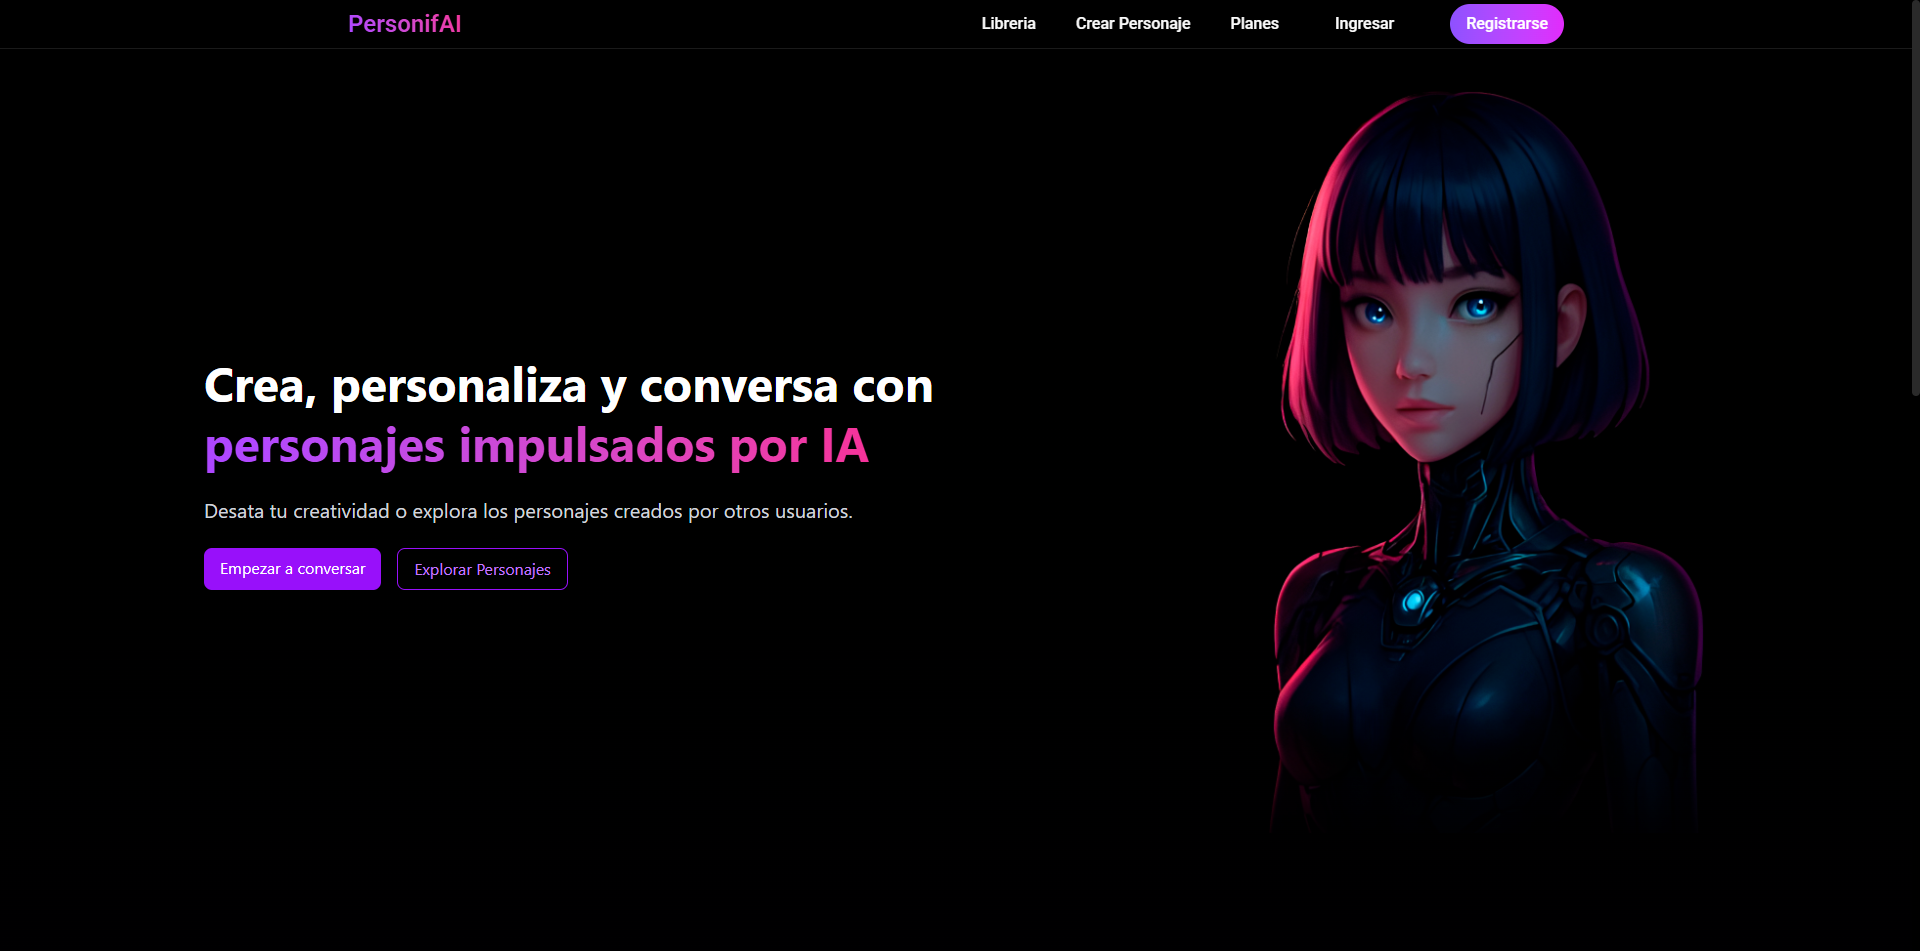 PersonifAI
Libreria
Crear Personaje
Planes
Ingresar
Registrarse
Crea, personaliza y conversa con
personajes impulsados por IA
Desata tu creatividad o explora los personajes creados por otros usuarios.
Empezar a conversar
Explorar Personajes